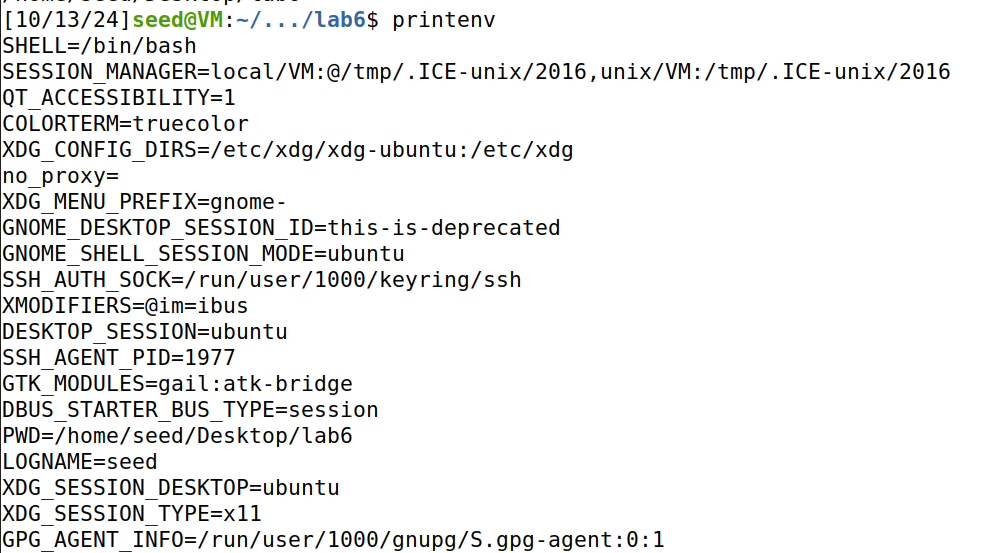 [10/13/24]seed@VM:~/.../lab6$ printenv
SHELL=/bin/bash
SESSION_MANAGER=local/VM:@/tmp/.ICE-unix/2016,unix/VM:/tmp/.ICE-unix/2016
QT_ACCESSIBILITY=1
COLORTERM=truecolor
XDG_CONFIG_DIRS=/etc/xdg/xdg-ubuntu:/etc/xdg
no_proxy=
XDG_MENU_PREFIX=gnome-
GNOME_DESKTOP_SESSION_ID=this-is-deprecated
GNOME_SHELL_SESSION_MODE=ubuntu
SSH_AUTH_SOCK=/run/user/1000/keyring/ssh
XMODIFIERS=@im=ibus
DESKTOP_SESSION=ubuntu
SSH_AGENT_PID=1977
GTK_MODULES=gail:atk-bridge
DBUS_STARTER_BUS_TYPE=session
PWD=/home/seed/Desktop/lab6
LOGNAME=seed
XDG_SESSION_DESKTOP=ubuntu
XDG_SESSION_TYPE=x11
GPG_AGENT_INFO=/run/user/1000/gnupg/S.gpg-agent:0:1